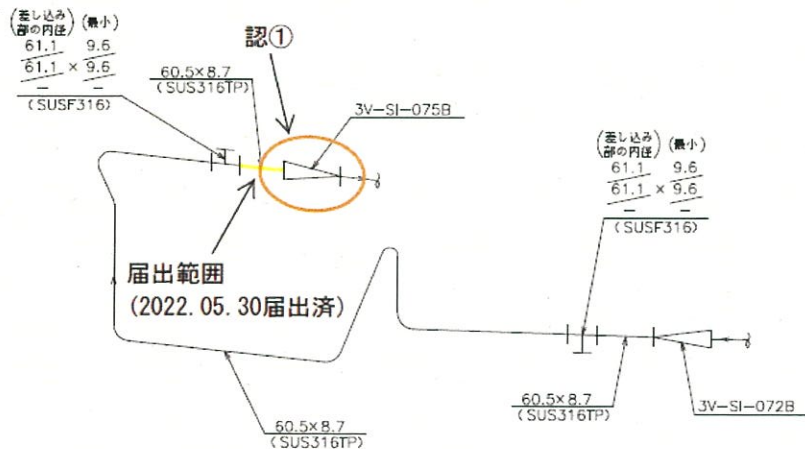 (差し込み部の内径) (最小)
61.1 9.6
61.1 × 9.6
— —
(SUSF316)
60.5×8.7
(SUS316TP)
認①
3V-SI-075B
届出範囲
(2022.05.30届出済)
(差し込み部の内径) (最小)
61.1 9.6
61.1 × 9.6
— —
(SUSF316)
60.5×8.7
(SUS316TP)
60.5×8.7
(SUS316TP)
3V-SI-072B